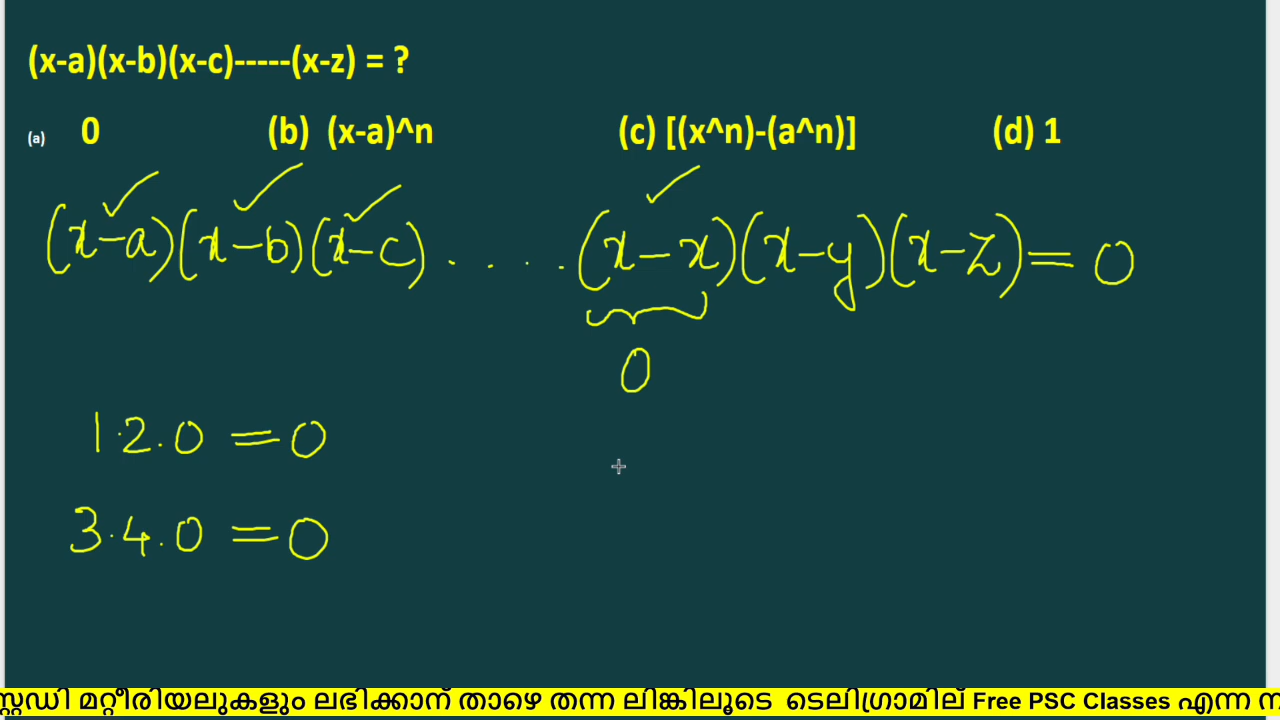 (x-a)(x-b)(x-c)-----(x-z) = ?
(a) 0 (b) (x-a)^n (c) [(x^n)-(a^n)] (d) 1
(x-a)(x-b)(x-c)....(x-x)(x-y)(x-z)=0
0
1.2.0 =0
3.4.0 =0
സ്റ്റഡി മറ്റീരിയലുകളും ലഭിക്കാന് താഴെ തന്ന ലിങ്കിലൂടെ ടെലിഗ്രാമില് Free PSC Classes എന്ന